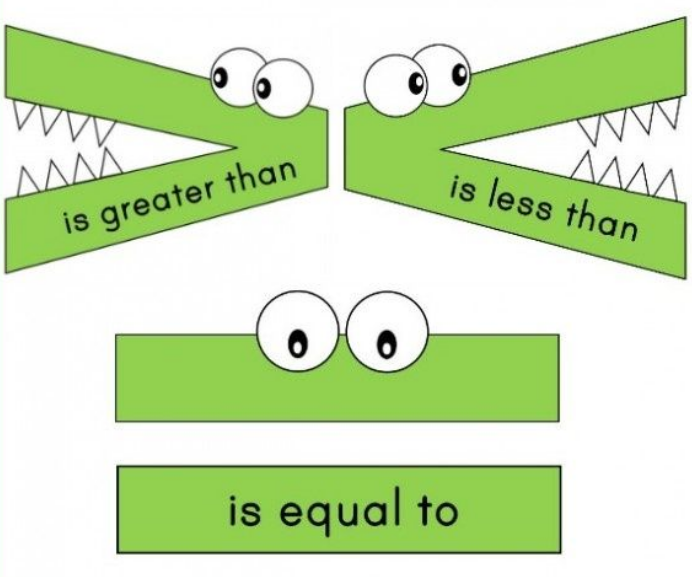 is greater than
is less than
is equal to